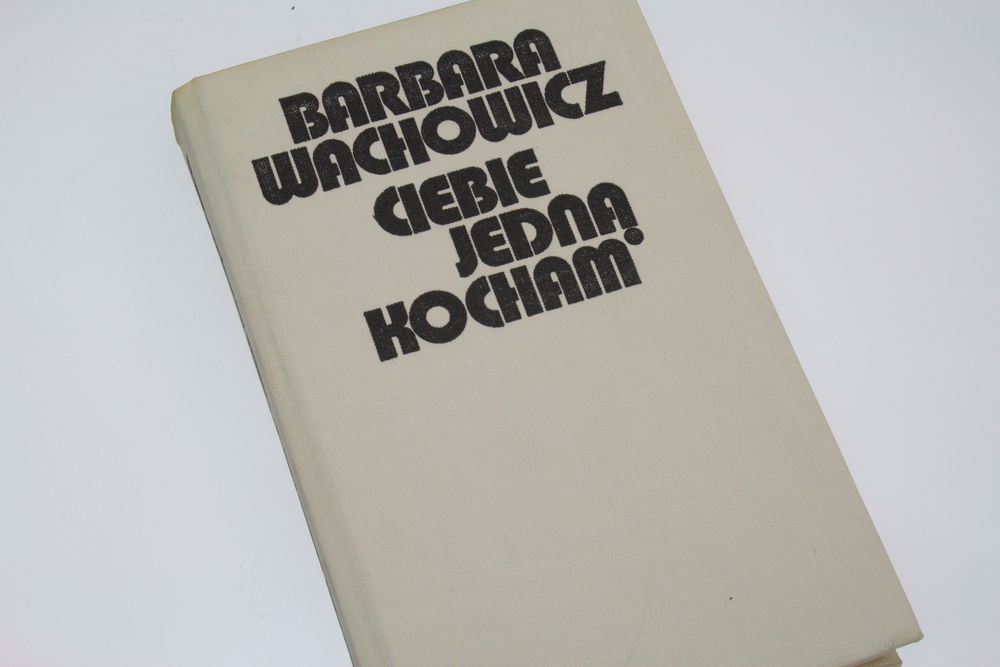 BARBARA
WACHOWICZ
CIEBIE
JEDNĄ
KOCHAM